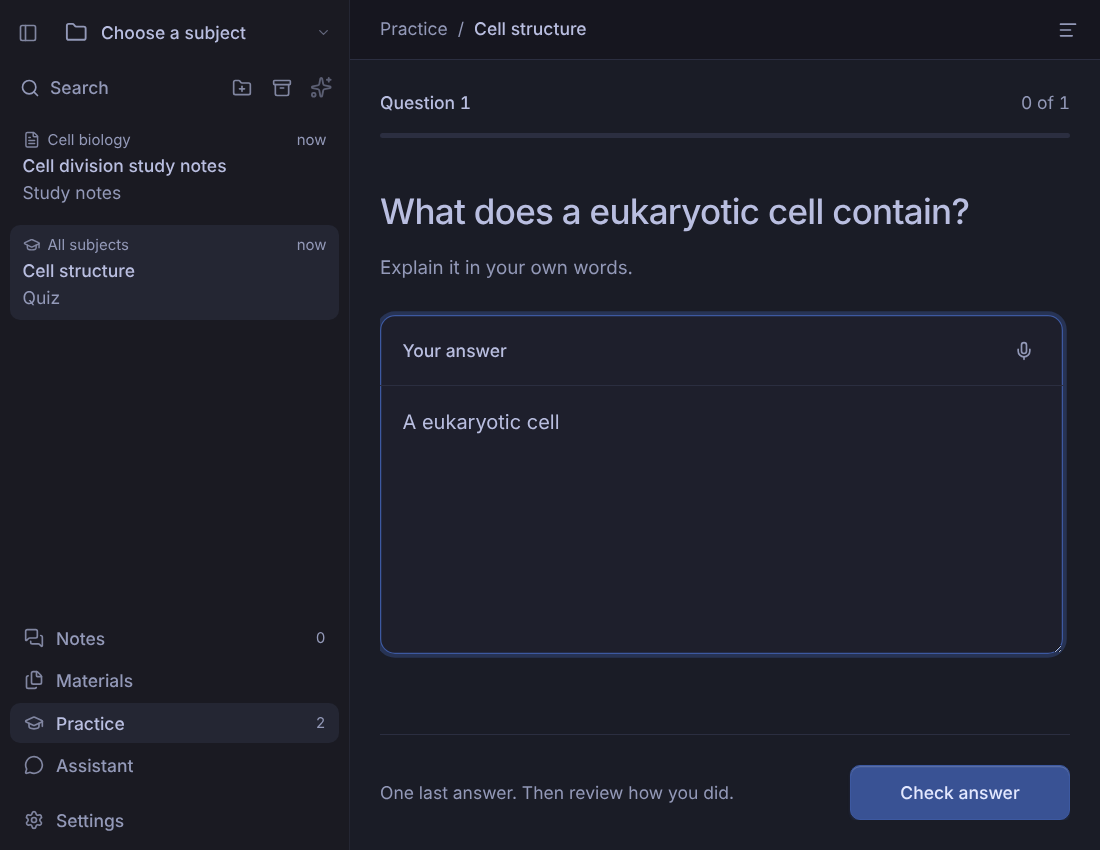 Choose a subject
Search
Cell biology now
Cell division study notes
Study notes
All subjects now
Cell structure
Quiz
Notes 0
Materials
Practice 2
Assistant
Settings
Practice / Cell structure
Question 1 0 of 1
What does a eukaryotic cell contain?
Explain it in your own words.
Your answer
A eukaryotic cell
One last answer. Then review how you did.
Check answer